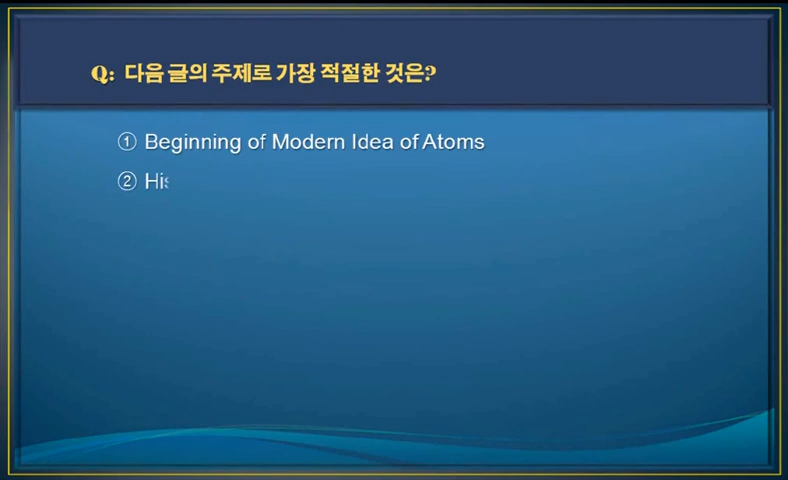 Q: 다음 글의 주제로 가장 적절한 것은?
① Beginning of Modern Idea of Atoms
②